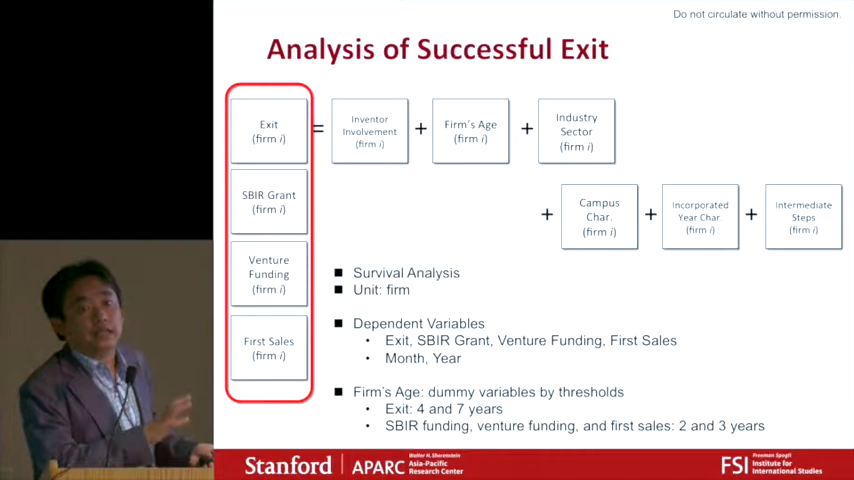 Do not circulate without permission.
Analysis of Successful Exit
Exit
(firm i)
=
Inventor
Involvement
(firm i)
+
Firm's Age
(firm i)
+
Industry
Sector
(firm i)
SBIR Grant
(firm i)
+
Campus
Char.
(firm i)
+
Incorporated
Year Char.
(firm i)
+
Intermediate
Steps
(firm i)
Venture
Funding
(firm i)
First Sales
(firm i)
■ Survival Analysis
■ Unit: firm
■ Dependent Variables
• Exit, SBIR Grant, Venture Funding, First Sales
• Month, Year
■ Firm's Age: dummy variables by thresholds
• Exit: 4 and 7 years
• SBIR funding, venture funding, and first sales: 2 and 3 years
Stanford
APARC
Walter H. Shorenstein
Asia-Pacific
Research Center
FSI
Freeman Spogli
Institute for
International Studies